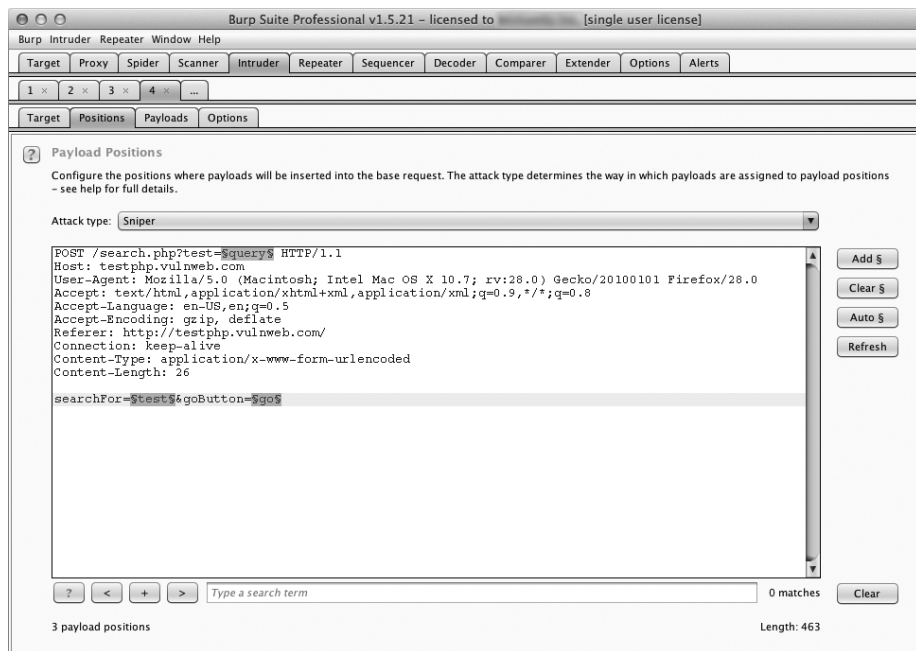 Burp Suite Professional v1.5.21 – licensed to [single user license]
Burp Intruder Repeater Window Help
Target Proxy Spider Scanner Intruder Repeater Sequencer Decoder Comparer Extender Options Alerts
1 × 2 × 3 × 4 × ...
Target Positions Payloads Options
? Payload Positions
Configure the positions where payloads will be inserted into the base request. The attack type determines the way in which payloads are assigned to payload positions
– see help for full details.
Attack type: Sniper
POST /search.php?test=§query§ HTTP/1.1
Host: testphp.vulnweb.com
User-Agent: Mozilla/5.0 (Macintosh; Intel Mac OS X 10.7; rv:28.0) Gecko/20100101 Firefox/28.0
Accept: text/html,application/xhtml+xml,application/xml;q=0.9,*/*;q=0.8
Accept-Language: en-US,en;q=0.5
Accept-Encoding: gzip, deflate
Referer: http://testphp.vulnweb.com/
Connection: keep-alive
Content-Type: application/x-www-form-urlencoded
Content-Length: 26
searchFor=§test§&goButton=§go§
Add §
Clear §
Auto §
Refresh
? < + > Type a search term 0 matches Clear
3 payload positions Length: 463